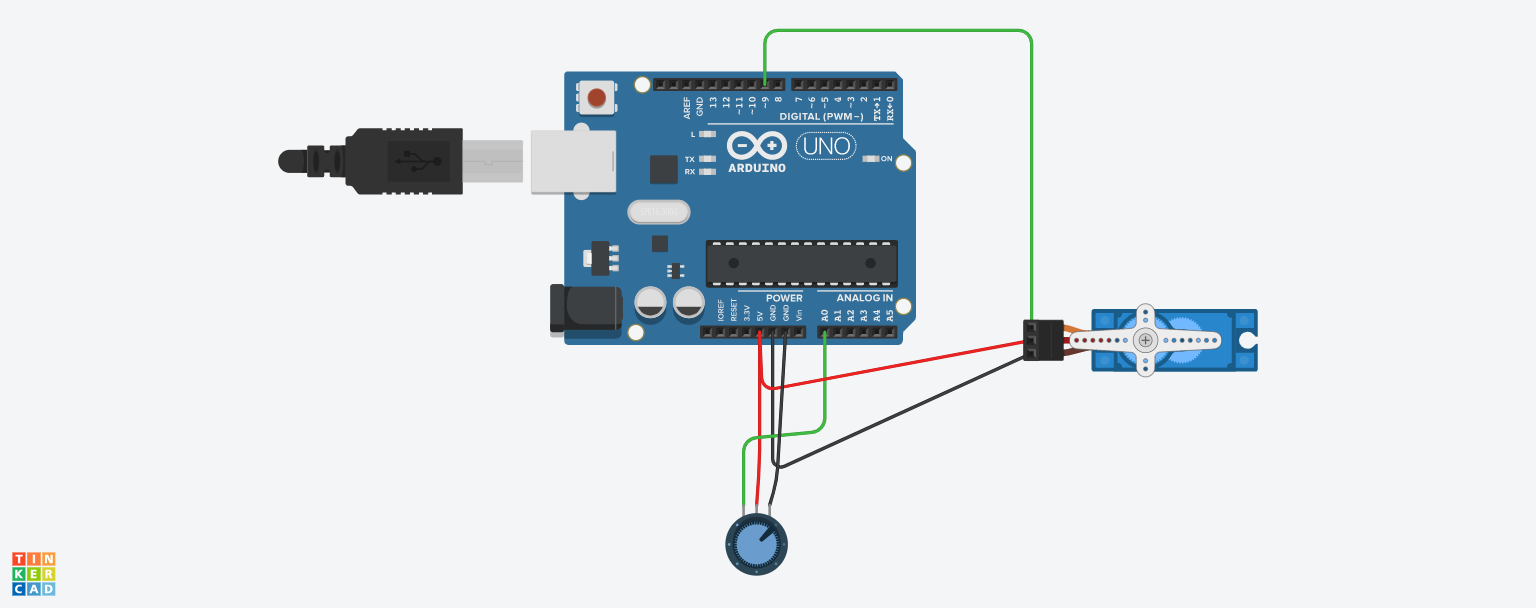 AREF
GND
13
12
~11
~10
~9
8
7
~6
~5
4
~3
2
TX→1
RX←0
DIGITAL (PWM~)
L
TX
RX
ARDUINO
UNO
ON
POWER
ANALOG IN
IOREF
RESET
3.3V
5V
GND
GND
Vin
A0
A1
A2
A3
A4
A5
TIN
KER
CAD